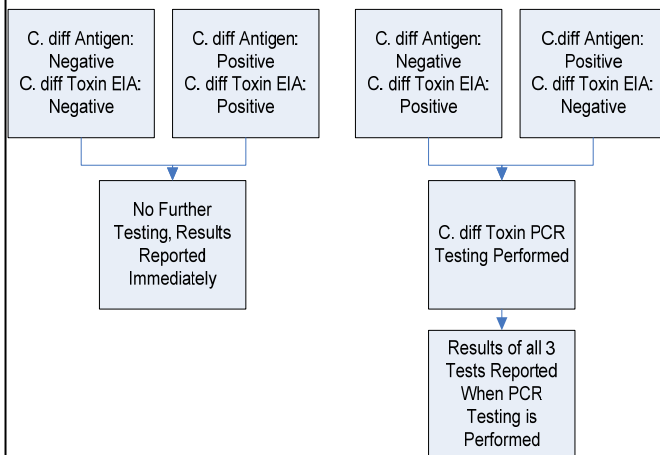 C. diff Antigen:
Negative
C. diff Toxin EIA:
Negative
C. diff Antigen:
Positive
C. diff Toxin EIA:
Positive
C. diff Antigen:
Negative
C. diff Toxin EIA:
Positive
C.diff Antigen:
Positive
C. diff Toxin EIA:
Negative
No Further
Testing, Results
Reported
Immediately
C. diff Toxin PCR
Testing Performed
Results of all 3
Tests Reported
When PCR
Testing is
Performed